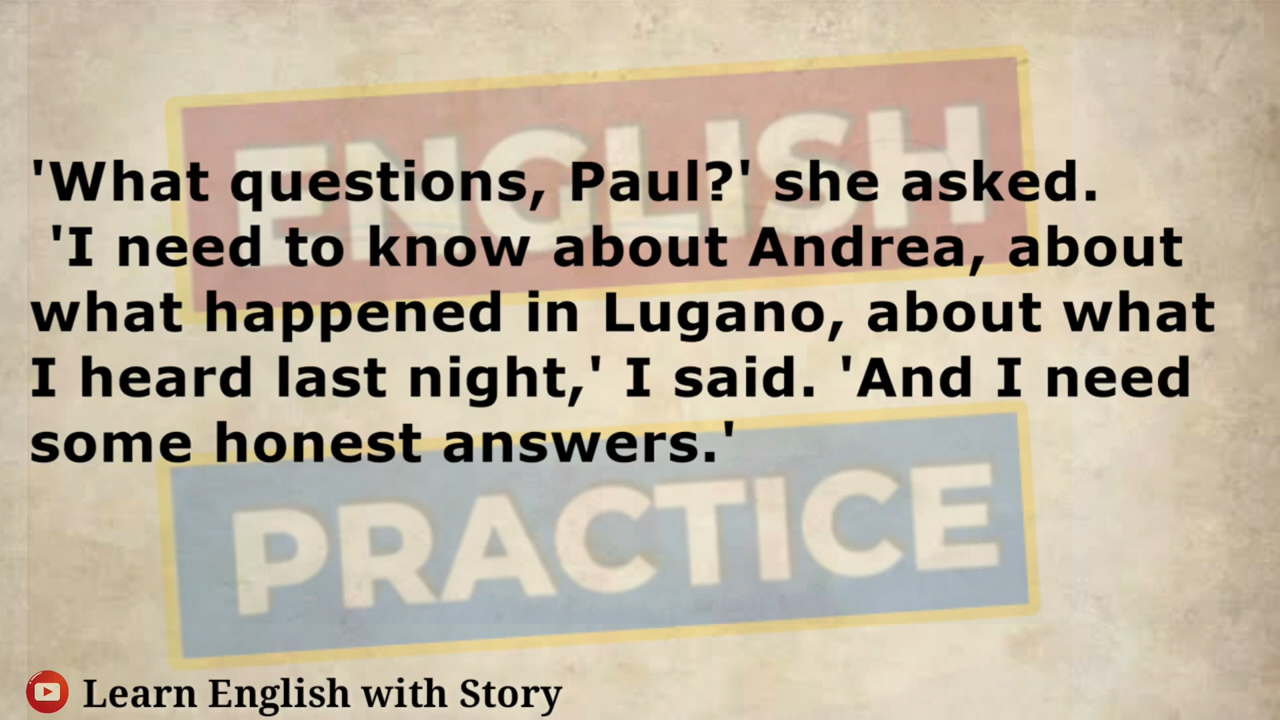 ENGLISH
'What questions, Paul?' she asked.
'I need to know about Andrea, about
what happened in Lugano, about what
I heard last night,' I said. 'And I need
some honest answers.'
PRACTICE
Learn English with Story